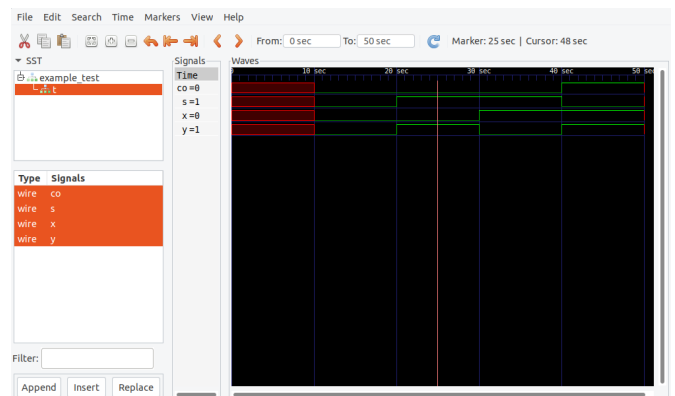 File Edit Search Time Markers View Help
From: 0 sec To: 50 sec Marker: 25 sec | Cursor: 48 sec
SST
example_test
t
Type Signals
wire co
wire s
wire x
wire y
Filter:
Append Insert Replace
Signals
Time
co =0
s =1
x =0
y =1
Waves
0 10 sec 20 sec 30 sec 40 sec 50 sec